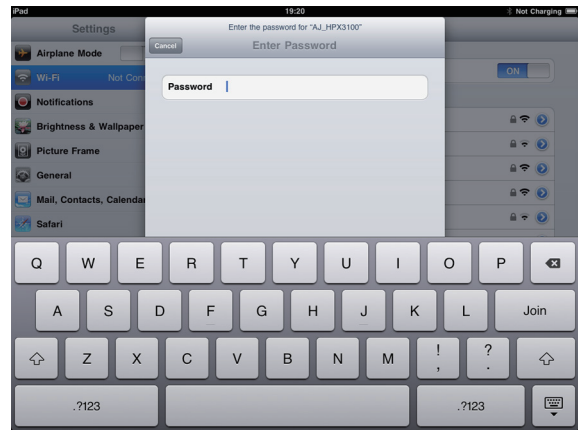 iPad 19:20 Not Charging
Settings
Enter the password for "AJ_HPX3100"
Cancel Enter Password
Airplane Mode
Wi-Fi Not Con
ON
Password
Notifications
Brightness & Wallpaper
Picture Frame
General
Mail, Contacts, Calendar
Safari
Q W E R T Y U I O P
A S D F G H J K L Join
Z X C V B N M ! , ? .
.?123 .?123